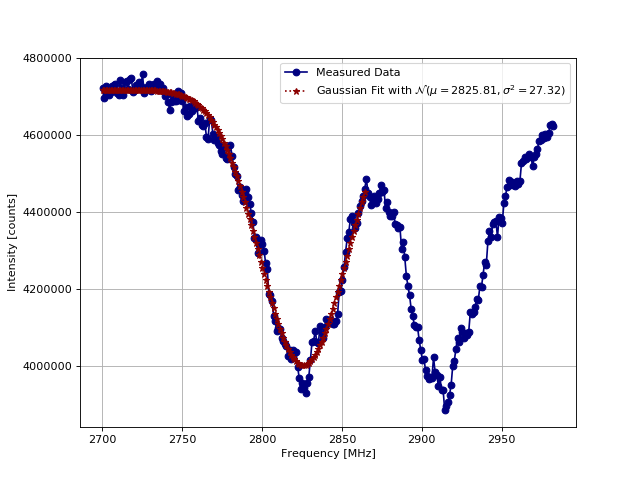 4800000
4600000
4400000
4200000
4000000
Intensity [counts]
Measured Data
Gaussian Fit with 𝒩(μ = 2825.81, σ² = 27.32)
2700 2750 2800 2850 2900 2950
Frequency [MHz]